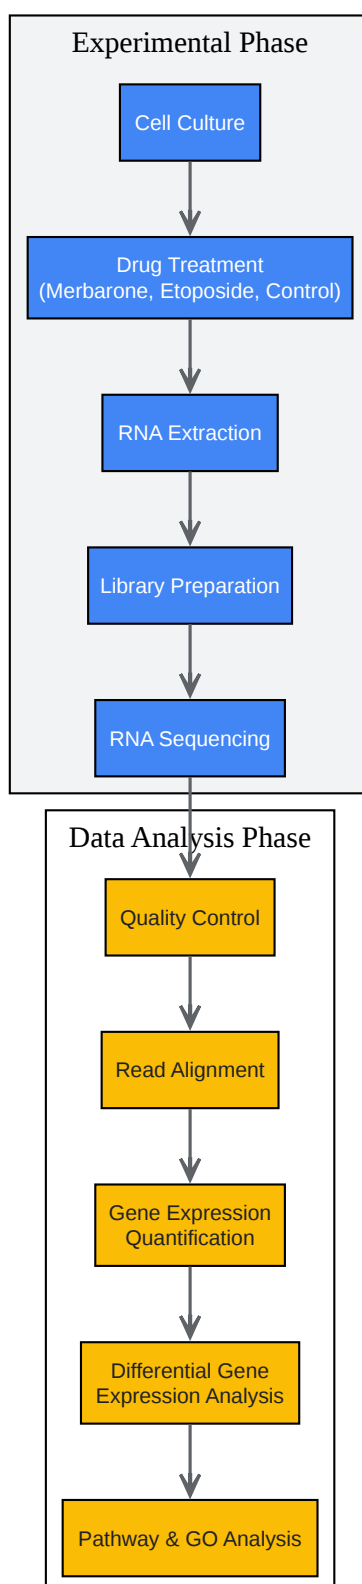 Experimental Phase
Cell Culture
Drug Treatment
(Merbarone, Etoposide, Control)
RNA Extraction
Library Preparation
RNA Sequencing
Data Analysis Phase
Quality Control
Read Alignment
Gene Expression
Quantification
Differential Gene
Expression Analysis
Pathway & GO Analysis